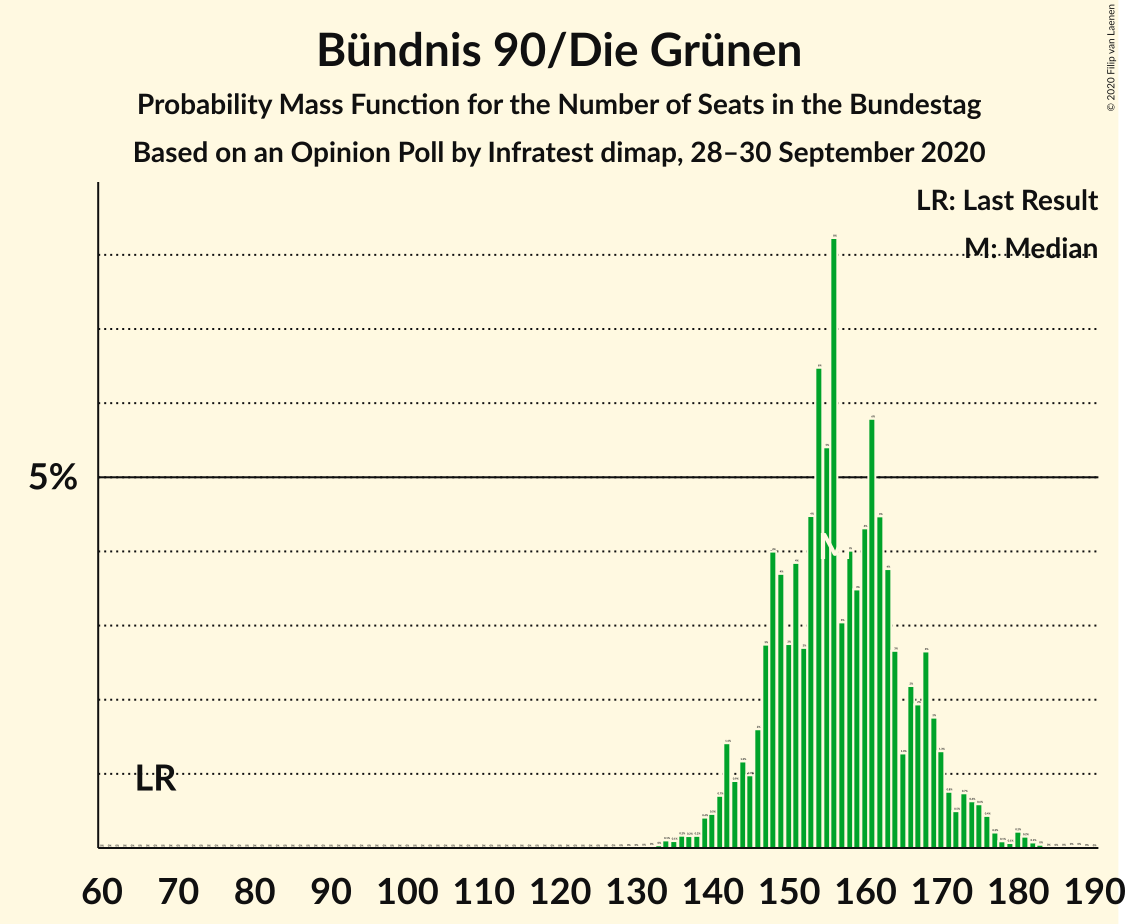 Bündnis 90/Die Grünen
Probability Mass Function for the Number of Seats in the Bundestag
Based on an Opinion Poll by Infratest dimap, 28–30 September 2020
© 2020 Filip van Laenen
LR: Last Result
M: Median
5%
M
LR
60 70 80 90 100 110 120 130 140 150 160 170 180 190